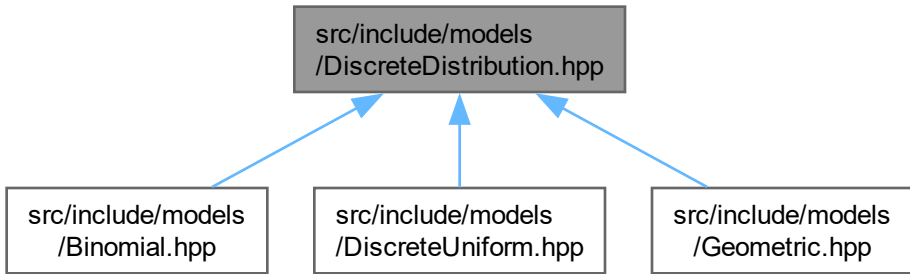 src/include/models
/DiscreteDistribution.hpp
src/include/models
/Binomial.hpp
src/include/models
/DiscreteUniform.hpp
src/include/models
/Geometric.hpp